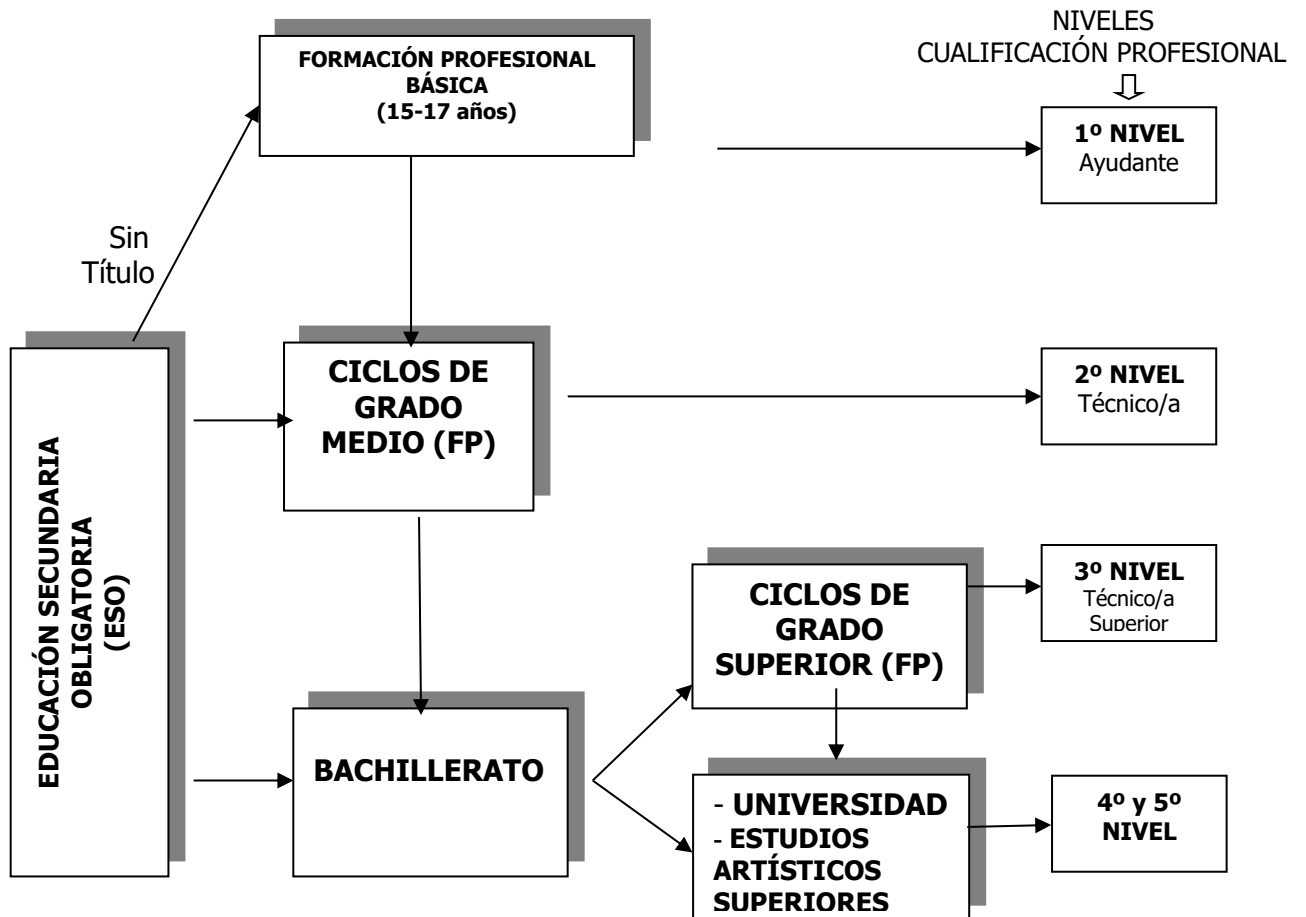 NIVELES
CUALIFICACIÓN PROFESIONAL
FORMACIÓN PROFESIONAL
BÁSICA
(15-17 años)
1º NIVEL
Ayudante
Sin
Título
CICLOS DE
GRADO
MEDIO (FP)
2º NIVEL
Técnico/a
EDUCACIÓN SECUNDARIA
OBLIGATORIA
(ESO)
CICLOS DE
GRADO
SUPERIOR (FP)
3º NIVEL
Técnico/a
Superior
BACHILLERATO
- UNIVERSIDAD
- ESTUDIOS
ARTÍSTICOS
SUPERIORES
4º y 5º
NIVEL